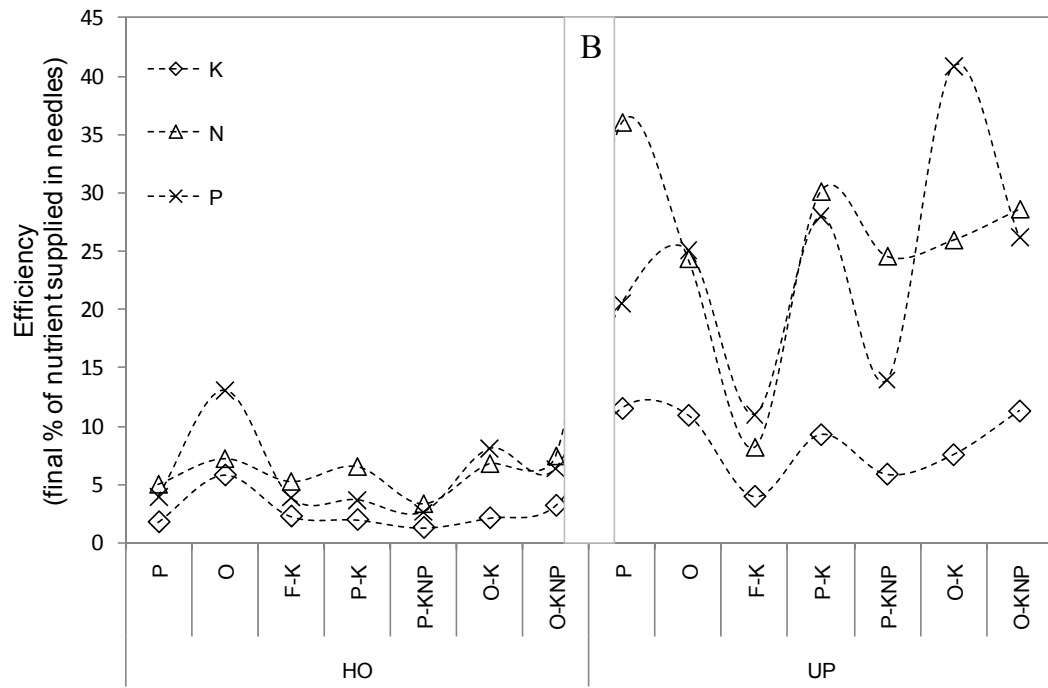 Efficiency
(final % of nutrient supplied in needles)
45
40
35
30
25
20
15
10
5
0
K
N
P
B
P
O
F-K
P-K
P-KNP
O-K
O-KNP
P
O
F-K
P-K
P-KNP
O-K
O-KNP
HO
UP